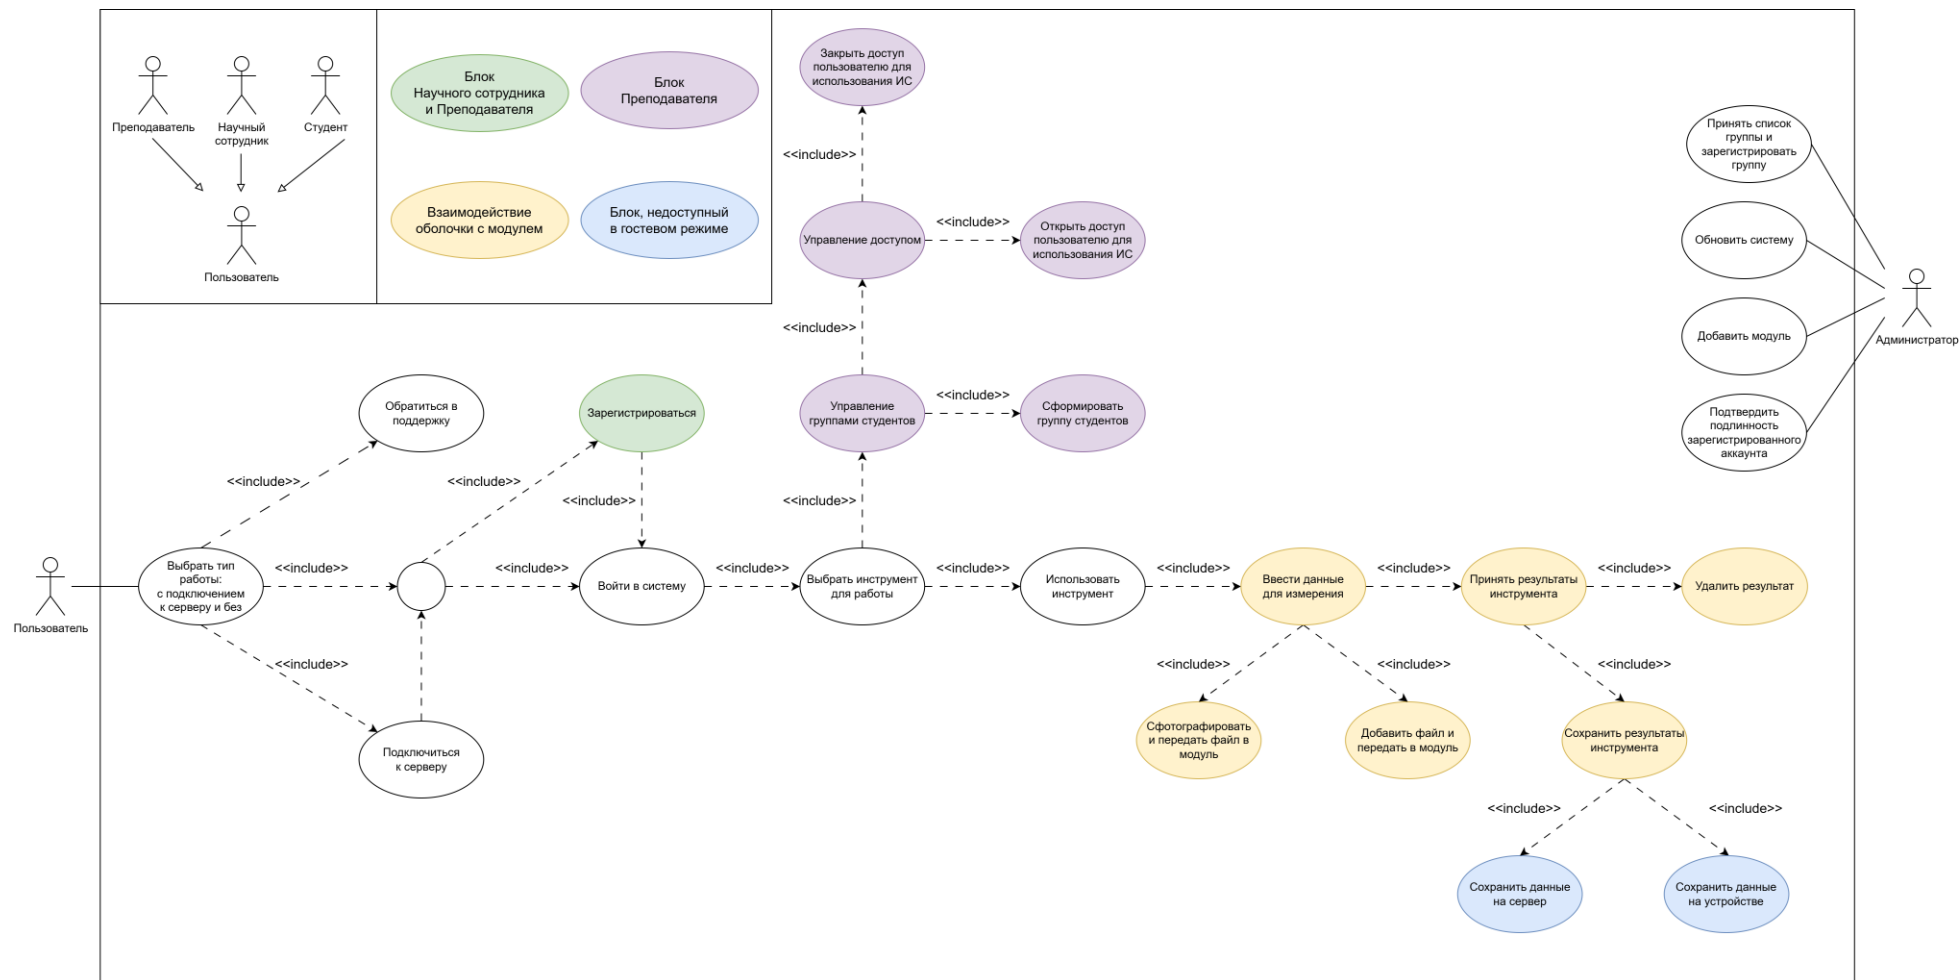 Преподаватель
Научный
сотрудник
Студент
Пользователь
Блок
Научного сотрудника
и Преподавателя
Блок
Преподавателя
Взаимодействие
оболочки с модулем
Блок, недоступный
в гостевом режиме
Закрыть доступ
пользователю для
использования ИС
<<include>>
Управление доступом
<<include>>
Открыть доступ
пользователю для
использования ИС
<<include>>
Принять список
группы и
зарегистрировать
группу
Обновить систему
Добавить модуль
Подтвердить
подлинность
зарегистрированного
аккаунта
Администратор
Обратиться в
поддержку
Зарегистрироваться
Управление
группами студентов
<<include>>
Сформировать
группу студентов
<<include>>
<<include>>
<<include>>
<<include>>
Пользователь
Выбрать тип
работы:
с подключением
к серверу и без
<<include>>
<<include>>
Войти в систему
<<include>>
Выбрать инструмент
для работы
<<include>>
Использовать
инструмент
<<include>>
Ввести данные
для измерения
<<include>>
Принять результаты
инструмента
<<include>>
Удалить результат
<<include>>
<<include>>
<<include>>
<<include>>
Подключиться
к серверу
Сфотографировать
и передать файл в
модуль
Добавить файл и
передать в модуль
Сохранить результаты
инструмента
<<include>>
<<include>>
Сохранить данные
на сервер
Сохранить данные
на устройстве